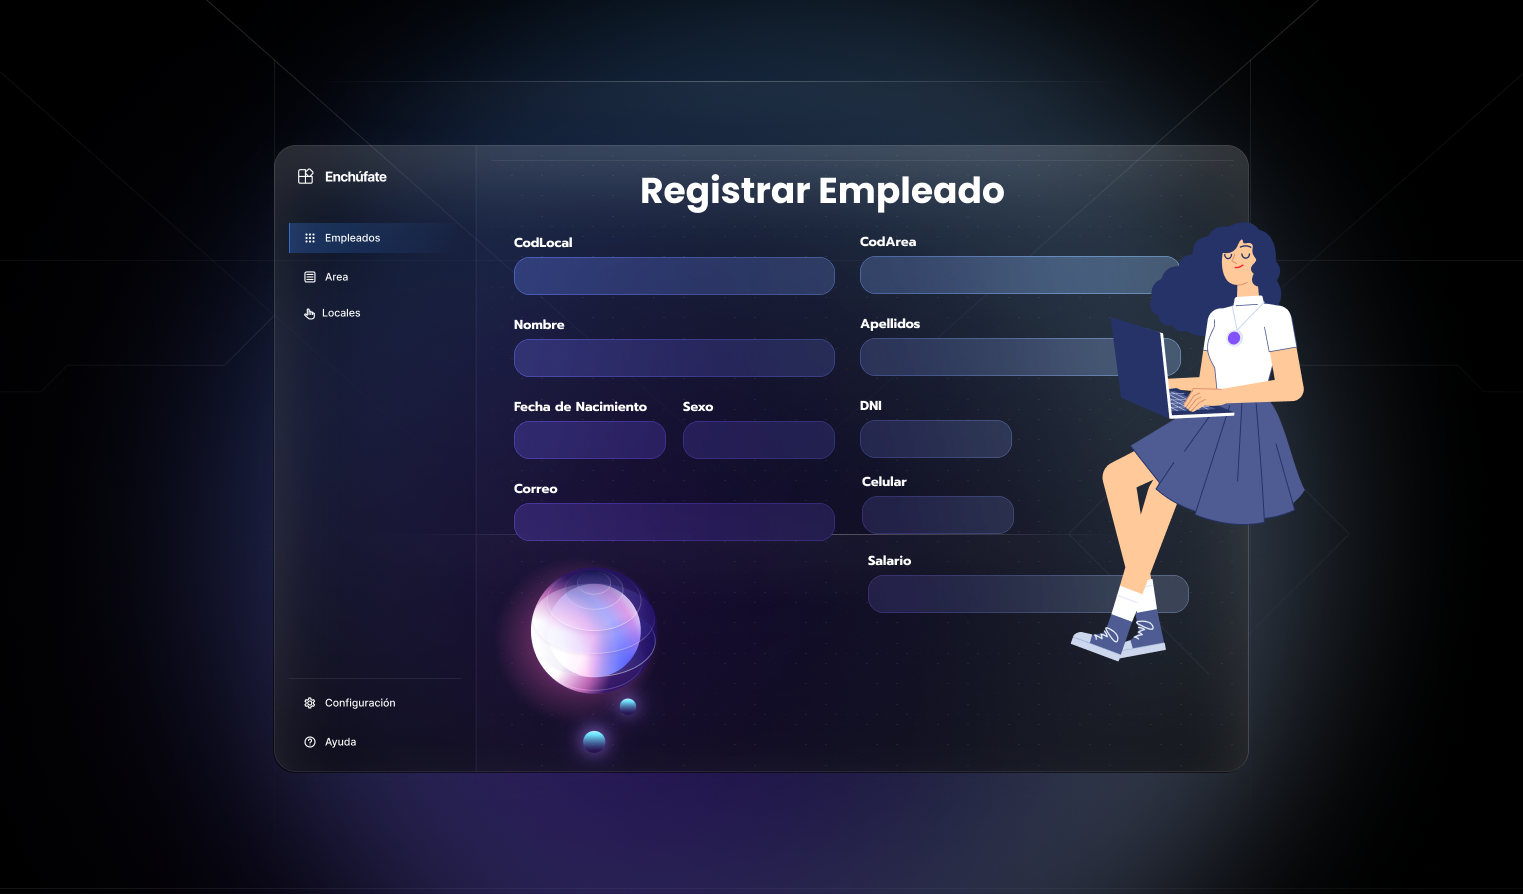 Enchúfate
Empleados
Area
Locales
Configuración
Ayuda
Registrar Empleado
CodLocal
CodArea
Nombre
Apellidos
Fecha de Nacimiento
Sexo
DNI
Correo
Celular
Salario